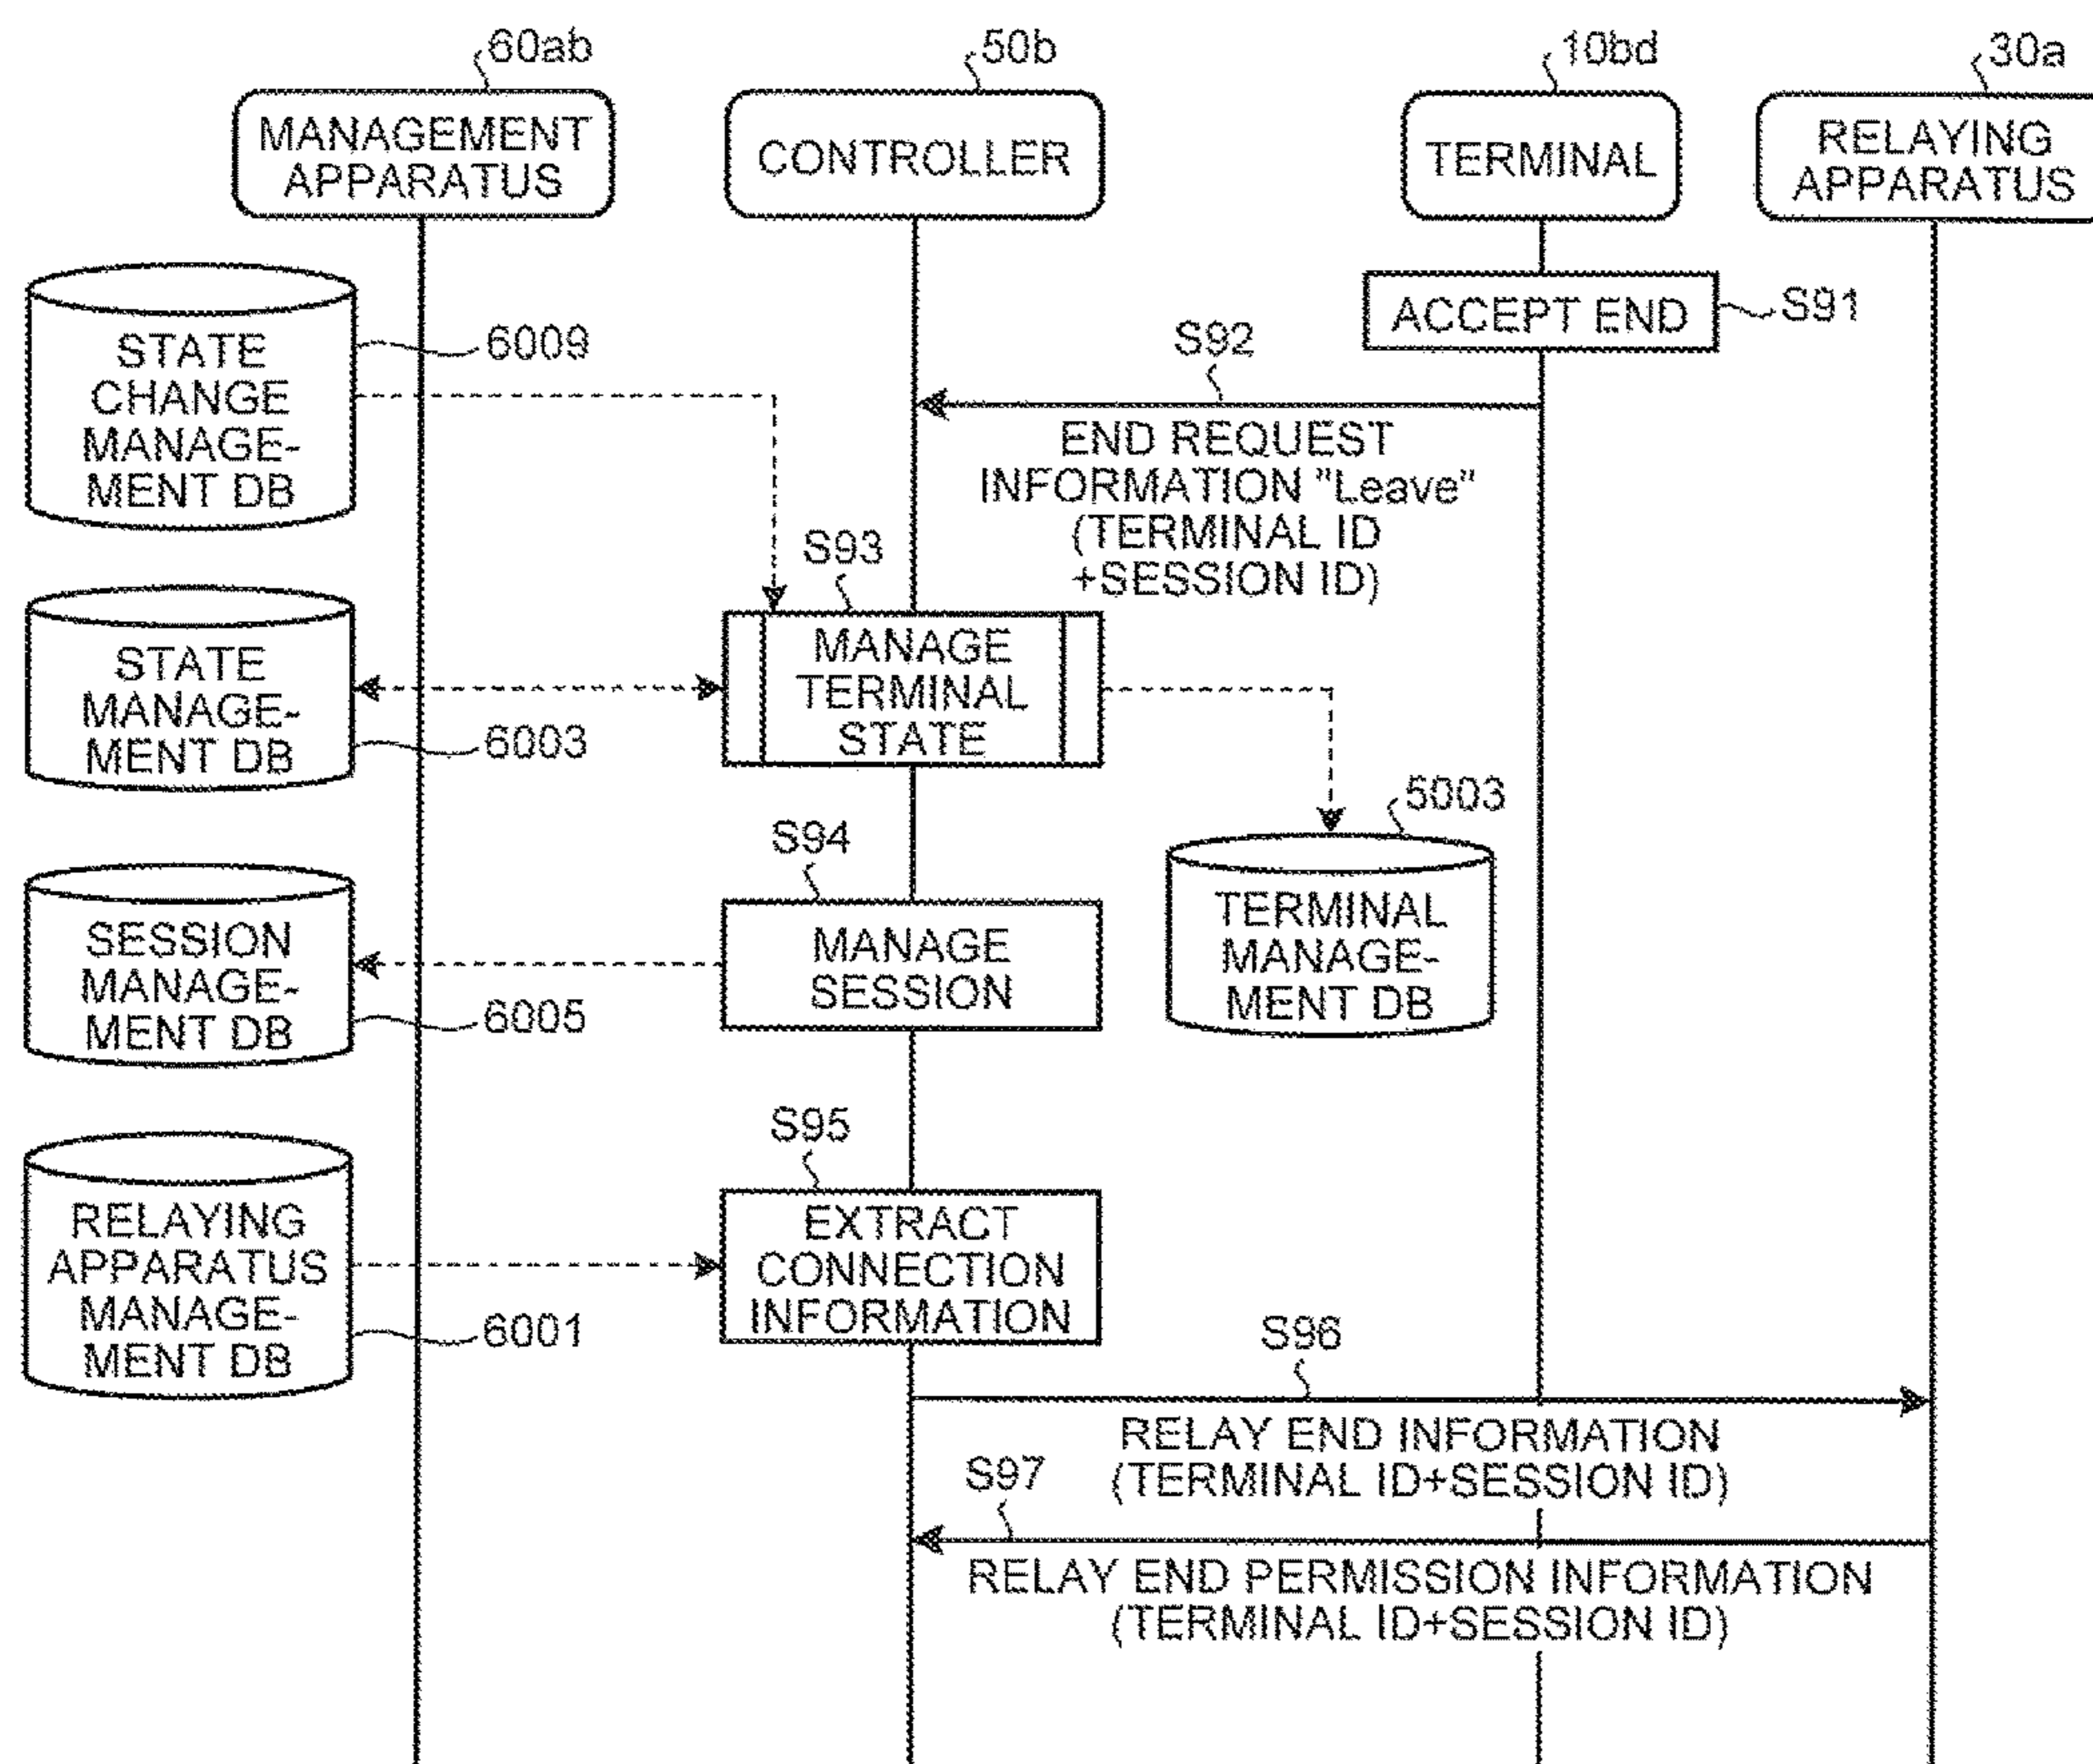 60ab
50b
10bd
30a
MANAGEMENT
APPARATUS
CONTROLLER
TERMINAL
RELAYING
APPARATUS
ACCEPT END
S91
STATE
CHANGE
MANAGE-
MENT DB
6009
S92
END REQUEST
INFORMATION "Leave"
(TERMINAL ID
+SESSION ID)
S93
MANAGE
TERMINAL
STATE
STATE
MANAGE-
MENT DB
6003
5003
TERMINAL
MANAGE-
MENT DB
S94
MANAGE
SESSION
SESSION
MANAGE-
MENT DB
6005
S95
EXTRACT
CONNECTION
INFORMATION
RELAYING
APPARATUS
MANAGE-
MENT DB
6001
S96
RELAY END INFORMATION
(TERMINAL ID+SESSION ID)
S97
RELAY END PERMISSION INFORMATION
(TERMINAL ID+SESSION ID)